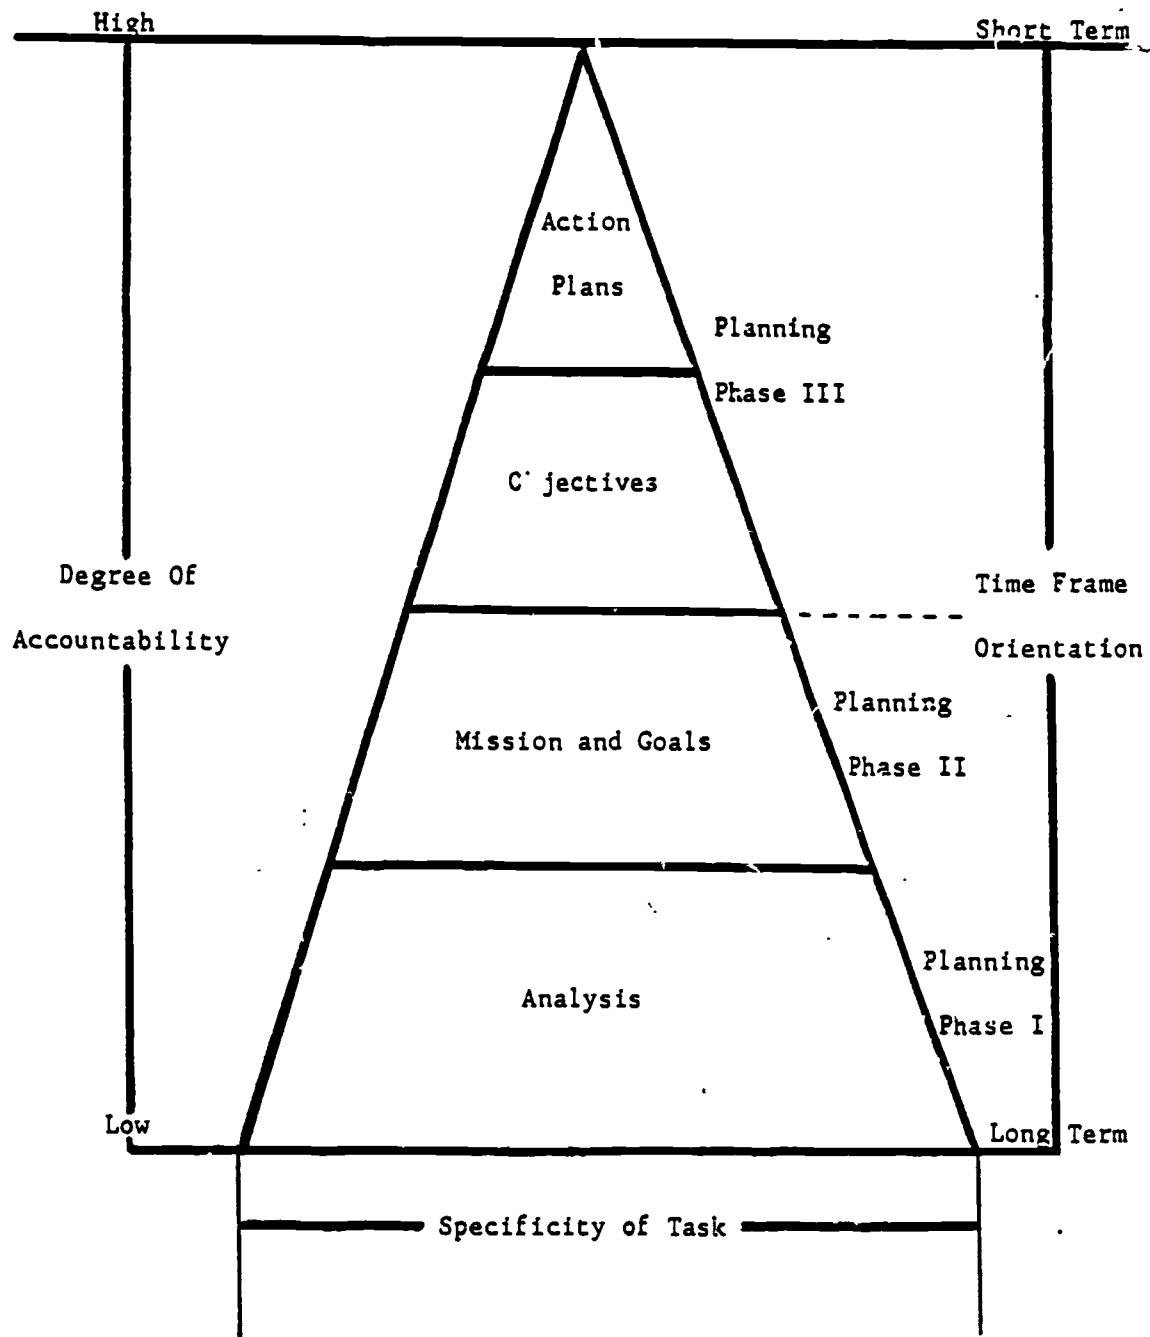 High
Short Term
Action
Plans
Planning
Phase III
C' jectives
Degree Of
Accountability
Time Frame
Orientation
Planning
Phase II
Mission and Goals
Planning
Phase I
Analysis
Low
Long Term
Specificity of Task